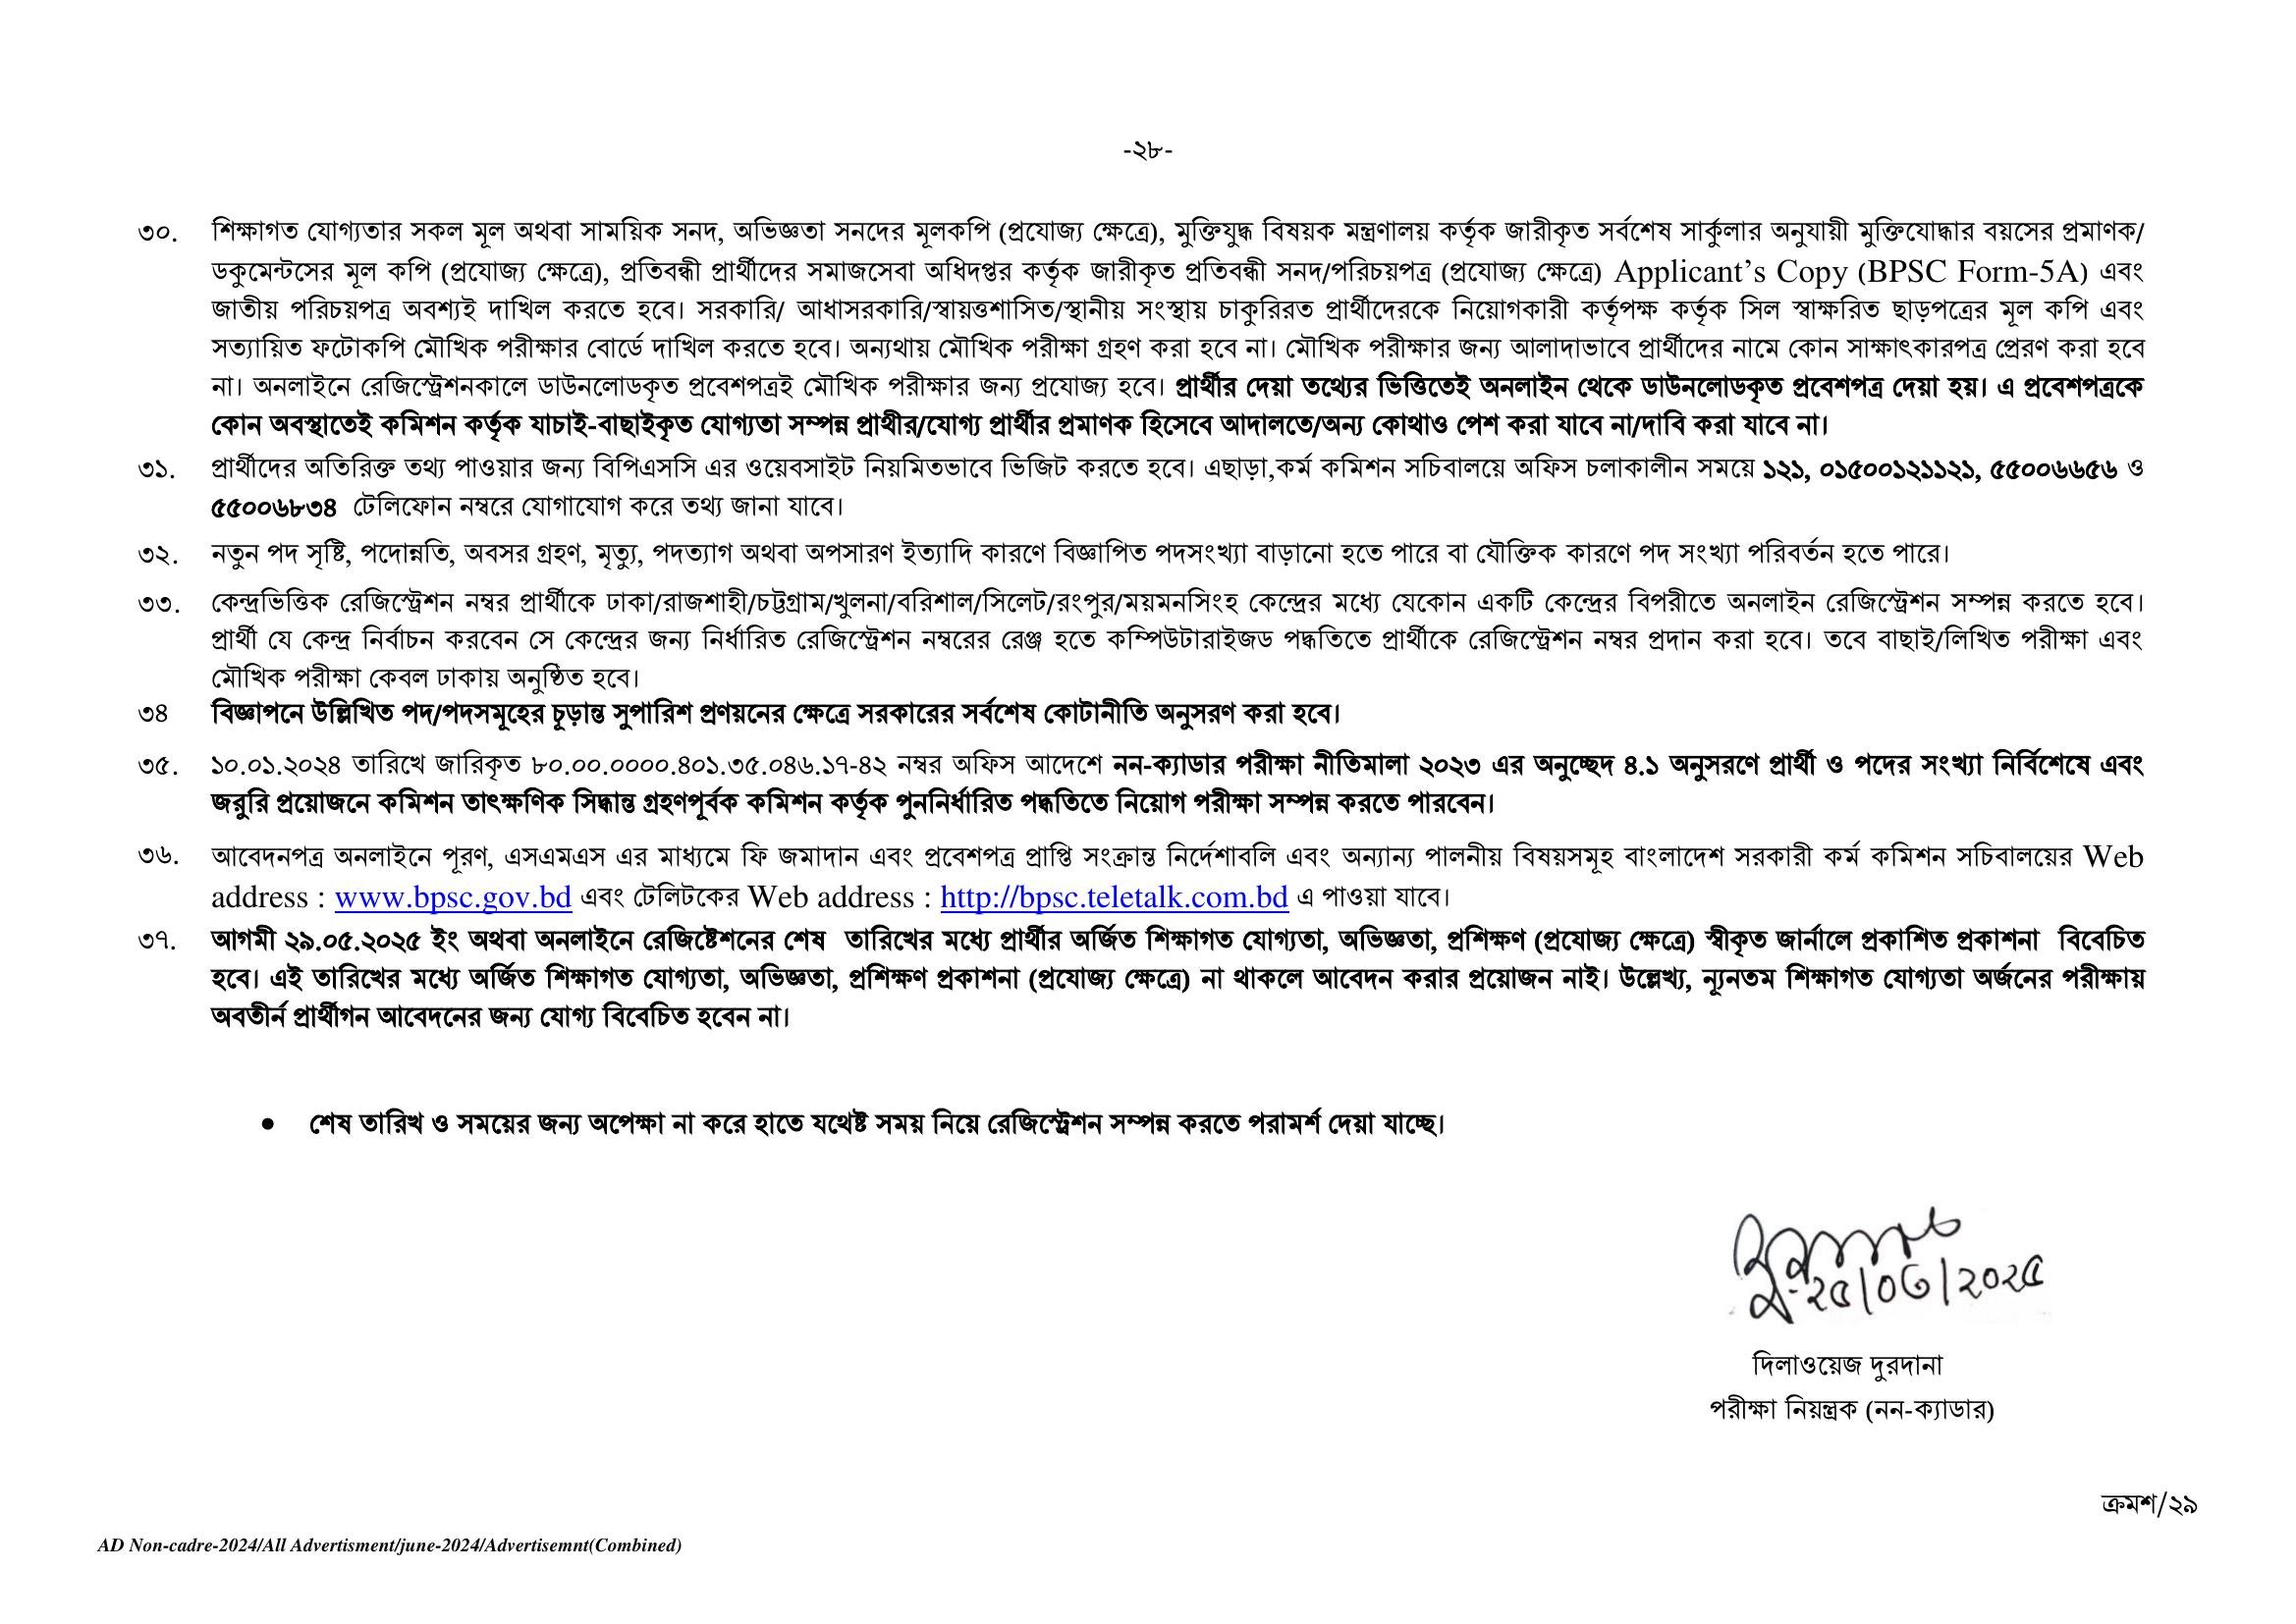 -২৮-
৩০. শিক্ষাগত যোগ্যতার সকল মূল অথবা সাময়িক সনদ, অভিজ্ঞতা সনদের মূলকপি (প্রযোজ্য ক্ষেত্রে), মুক্তিযুদ্ধ বিষয়ক মন্ত্রণালয় কর্তৃক জারীকৃত সর্বশেষ সার্কুলার অনুযায়ী মুক্তিযোদ্ধার বয়সের প্রমাণক/
ডকুমেন্টসের মূল কপি (প্রযোজ্য ক্ষেত্রে), প্রতিবন্ধী প্রার্থীদের সমাজসেবা অধিদপ্তর কর্তৃক জারীকৃত প্রতিবন্ধী সনদ/পরিচয়পত্র (প্রযোজ্য ক্ষেত্রে) Applicant’s Copy (BPSC Form-5A) এবং
জাতীয় পরিচয়পত্র অবশ্যই দাখিল করতে হবে। সরকারি/ আধাসরকারি/স্বায়ত্তশাসিত/স্থানীয় সংস্থায় চাকুরিরত প্রার্থীদেরকে নিয়োগকারী কর্তৃপক্ষ কর্তৃক সিল স্বাক্ষরিত ছাড়পত্রের মূল কপি এবং
সত্যায়িত ফটোকপি মৌখিক পরীক্ষার বোর্ডে দাখিল করতে হবে। অন্যথায় মৌখিক পরীক্ষা গ্রহণ করা হবে না। মৌখিক পরীক্ষার জন্য আলাদাভাবে প্রার্থীদের নামে কোন সাক্ষাৎকারপত্র প্রেরণ করা হবে
না। অনলাইনে রেজিস্ট্রেশনকালে ডাউনলোডকৃত প্রবেশপত্রই মৌখিক পরীক্ষার জন্য প্রযোজ্য হবে। প্রার্থীর দেয়া তথ্যের ভিত্তিতেই অনলাইন থেকে ডাউনলোডকৃত প্রবেশপত্র দেয়া হয়। এ প্রবেশপত্রকে
কোন অবস্থাতেই কমিশন কর্তৃক যাচাই-বাছাইকৃত যোগ্যতা সম্পন্ন প্রাথীর/যোগ্য প্রার্থীর প্রমাণক হিসেবে আদালতে/অন্য কোথাও পেশ করা যাবে না/দাবি করা যাবে না।
৩১. প্রার্থীদের অতিরিক্ত তথ্য পাওয়ার জন্য বিপিএসসি এর ওয়েবসাইট নিয়মিতভাবে ভিজিট করতে হবে। এছাড়া,কর্ম কমিশন সচিবালয়ে অফিস চলাকালীন সময়ে ১২১, ০১৫০০১২১১২১, ৫৫০০৬৬৫৬ ও
৫৫০০৬৮৩৪ টেলিফোন নম্বরে যোগাযোগ করে তথ্য জানা যাবে।
৩২. নতুন পদ সৃষ্টি, পদোন্নতি, অবসর গ্রহণ, মৃত্যু, পদত্যাগ অথবা অপসারণ ইত্যাদি কারণে বিজ্ঞাপিত পদসংখ্যা বাড়ানো হতে পারে বা যৌক্তিক কারণে পদ সংখ্যা পরিবর্তন হতে পারে।
৩৩. কেন্দ্রভিত্তিক রেজিস্ট্রেশন নম্বর প্রার্থীকে ঢাকা/রাজশাহী/চট্টগ্রাম/খুলনা/বরিশাল/সিলেট/রংপুর/ময়মনসিংহ কেন্দ্রের মধ্যে যেকোন একটি কেন্দ্রের বিপরীতে অনলাইন রেজিস্ট্রেশন সম্পন্ন করতে হবে।
প্রার্থী যে কেন্দ্র নির্বাচন করবেন সে কেন্দ্রের জন্য নির্ধারিত রেজিস্ট্রেশন নম্বরের রেঞ্জ হতে কম্পিউটারাইজড পদ্ধতিতে প্রার্থীকে রেজিস্ট্রেশন নম্বর প্রদান করা হবে। তবে বাছাই/লিখিত পরীক্ষা এবং
মৌখিক পরীক্ষা কেবল ঢাকায় অনুষ্ঠিত হবে।
৩৪ বিজ্ঞাপনে উল্লিখিত পদ/পদসমূহের চূড়ান্ত সুপারিশ প্রণয়নের ক্ষেত্রে সরকারের সর্বশেষ কোটানীতি অনুসরণ করা হবে।
৩৫. ১০.০১.২০২৪ তারিখে জারিকৃত ৮০.০০.০০০০.৪০১.৩৫.০৪৬.১৭-৪২ নম্বর অফিস আদেশে নন-ক্যাডার পরীক্ষা নীতিমালা ২০২৩ এর অনুচ্ছেদ ৪.১ অনুসরণে প্রার্থী ও পদের সংখ্যা নির্বিশেষে এবং
জরুরি প্রয়োজনে কমিশন তাৎক্ষণিক সিদ্ধান্ত গ্রহণপূর্বক কমিশন কর্তৃক পুননির্ধারিত পদ্ধতিতে নিয়োগ পরীক্ষা সম্পন্ন করতে পারবেন।
৩৬. আবেদনপত্র অনলাইনে পূরণ, এসএমএস এর মাধ্যমে ফি জমাদান এবং প্রবেশপত্র প্রাপ্তি সংক্রান্ত নির্দেশাবলি এবং অন্যান্য পালনীয় বিষয়সমূহ বাংলাদেশ সরকারী কর্ম কমিশন সচিবালয়ের Web
address : www.bpsc.gov.bd এবং টেলিটকের Web address : http://bpsc.teletalk.com.bd এ পাওয়া যাবে।
৩৭. আগমী ২৯.০৫.২০২৫ ইং অথবা অনলাইনে রেজিষ্টেশনের শেষ তারিখের মধ্যে প্রার্থীর অর্জিত শিক্ষাগত যোগ্যতা, অভিজ্ঞতা, প্রশিক্ষণ (প্রযোজ্য ক্ষেত্রে) স্বীকৃত জার্নালে প্রকাশিত প্রকাশনা বিবেচিত
হবে। এই তারিখের মধ্যে অর্জিত শিক্ষাগত যোগ্যতা, অভিজ্ঞতা, প্রশিক্ষণ প্রকাশনা (প্রযোজ্য ক্ষেত্রে) না থাকলে আবেদন করার প্রয়োজন নাই। উল্লেখ্য, ন্যূনতম শিক্ষাগত যোগ্যতা অর্জনের পরীক্ষায়
অবতীর্ন প্রার্থীগন আবেদনের জন্য যোগ্য বিবেচিত হবেন না।
• শেষ তারিখ ও সময়ের জন্য অপেক্ষা না করে হাতে যথেষ্ট সময় নিয়ে রেজিস্ট্রেশন সম্পন্ন করতে পরামর্শ দেয়া যাচ্ছে।
২৫/০৩/২০২৫
দিলাওয়েজ দুরদানা
পরীক্ষা নিয়ন্ত্রক (নন-ক্যাডার)
ক্রমশ/২৯
AD Non-cadre-2024/All Advertisment/june-2024/Advertisemnt(Combined)